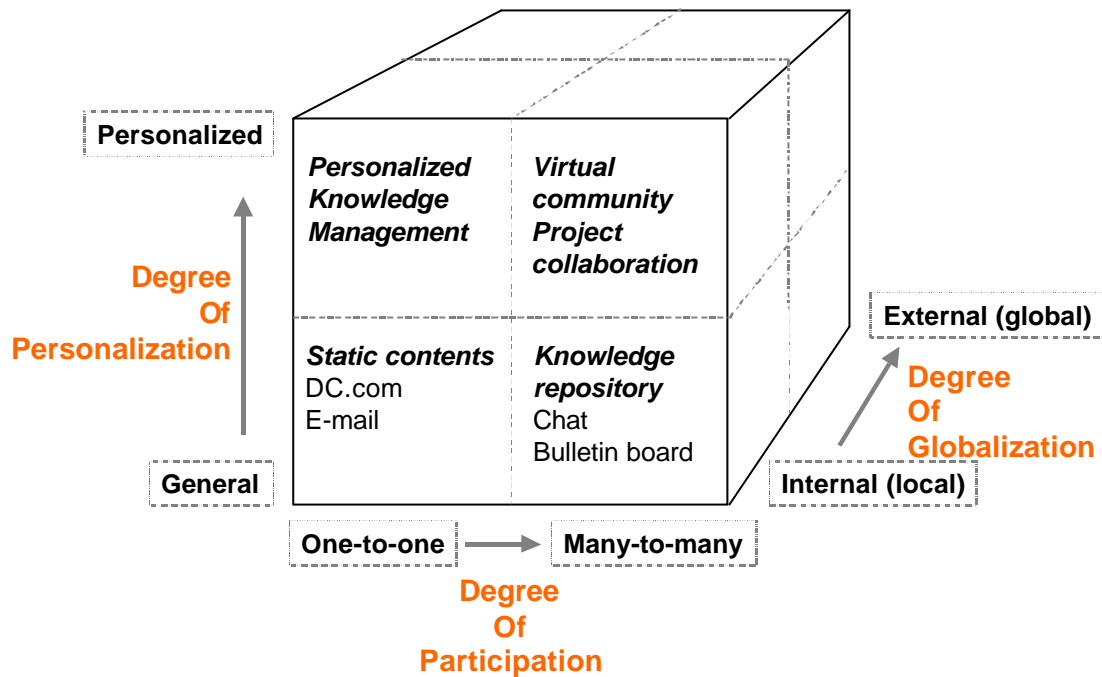 Personalized
Personalized
Knowledge
Management
Virtual
community
Project
collaboration
Degree
Of
Personalization
External (global)
Static contents
DC.com
E-mail
Knowledge
repository
Chat
Bulletin board
Degree
Of
Globalization
General
Internal (local)
One-to-one
Many-to-many
Degree
Of
Participation